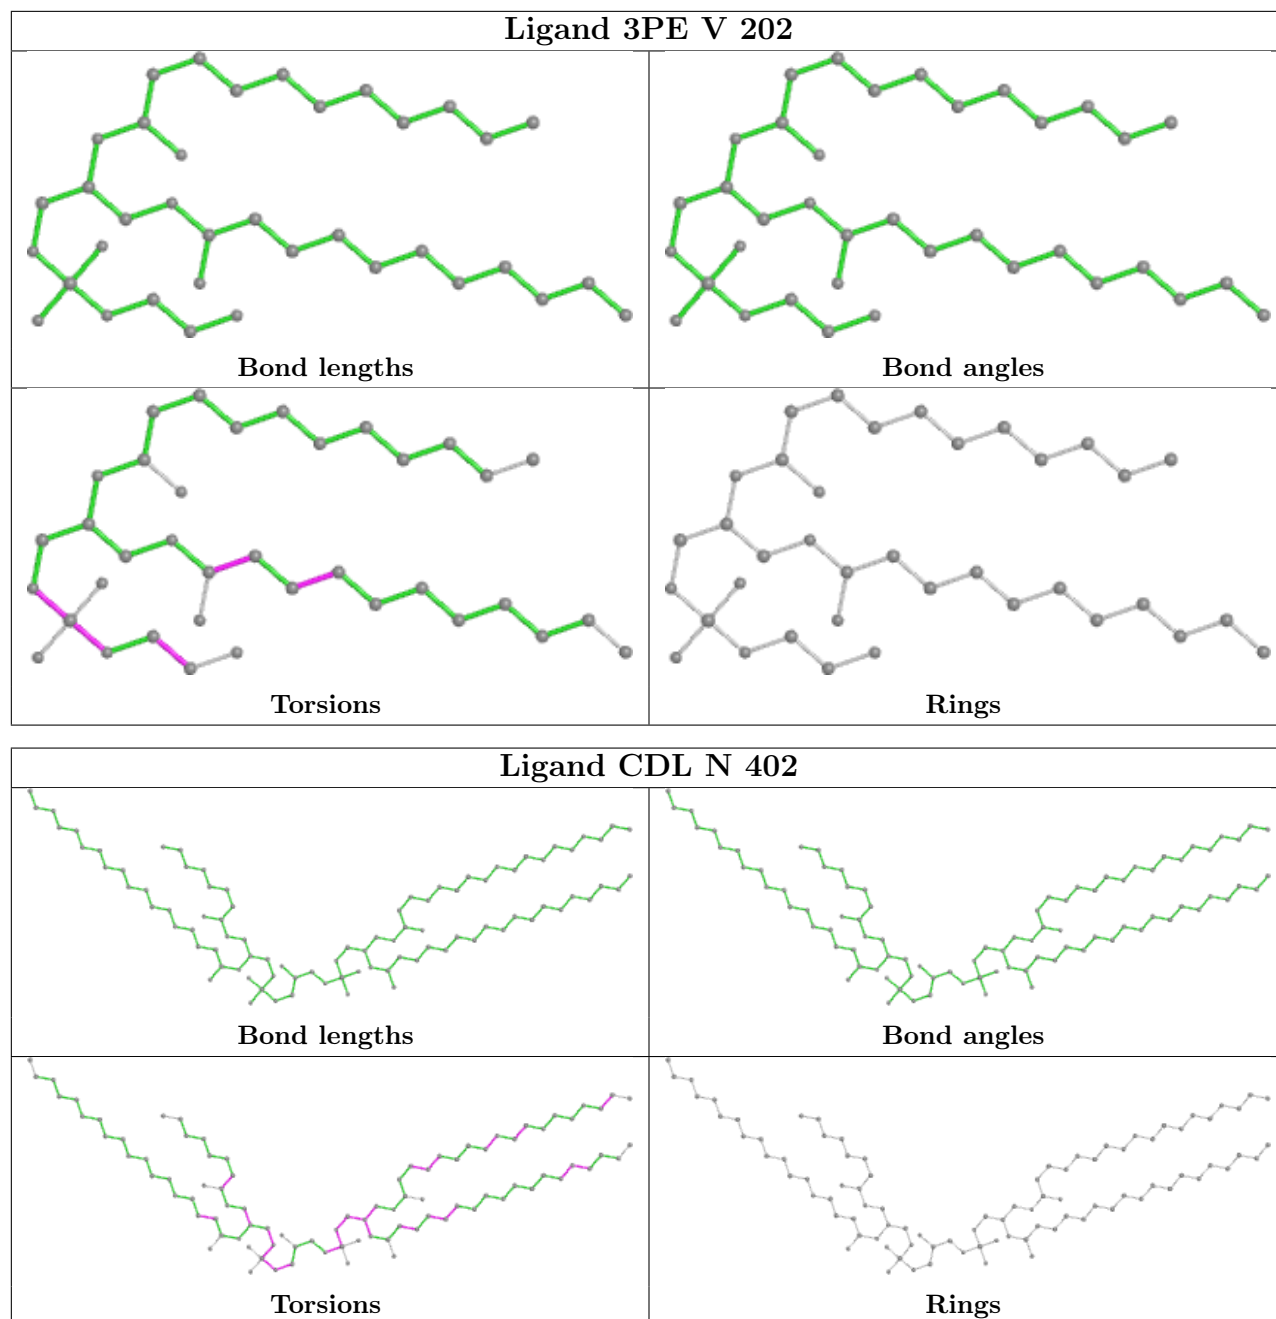 Ligand 3PE V 202
Bond lengths
Bond angles
Torsions
Rings
Ligand CDL N 402
Bond lengths
Bond angles
Torsions
Rings